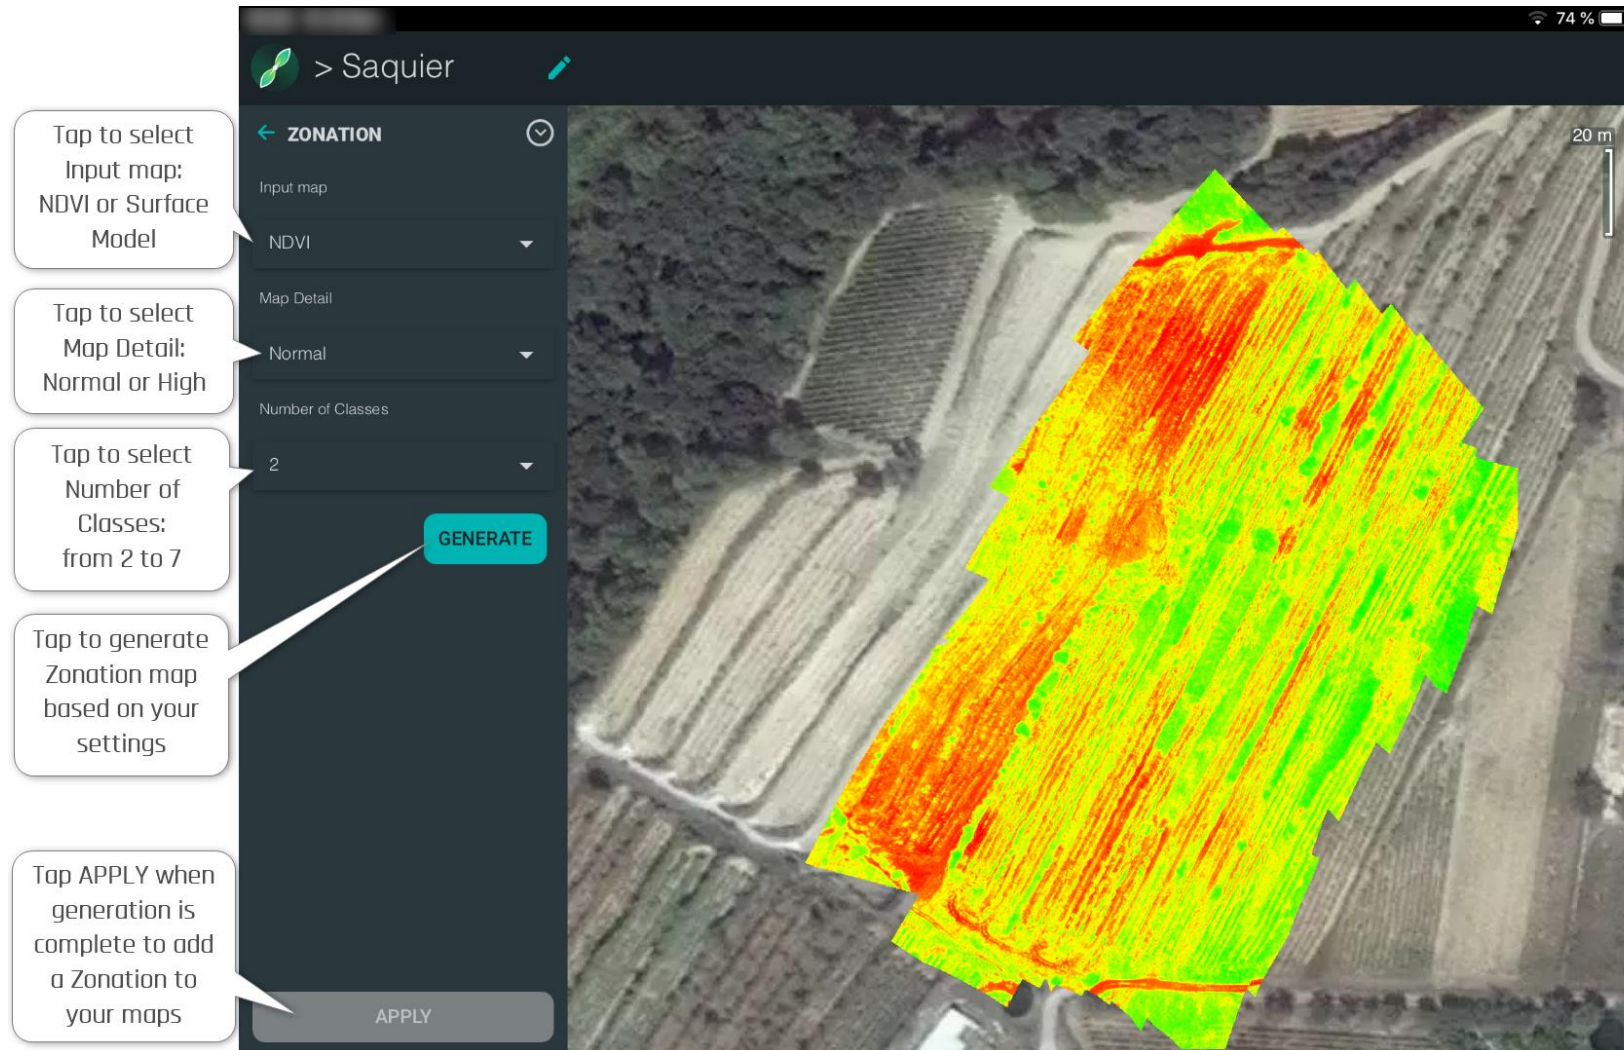 74 %
> Saquier
Tap to select
Input map:
NDVI or Surface
Model
ZONATION
20 m
Input map
NDVI
Tap to select
Map Detail:
Normal or High
Map Detail
Normal
Number of Classes
Tap to select
Number of
Classes:
from 2 to 7
2
GENERATE
Tap to generate
Zonation map
based on your
settings
Tap APPLY when
generation is
complete to add
a Zonation to
your maps
APPLY